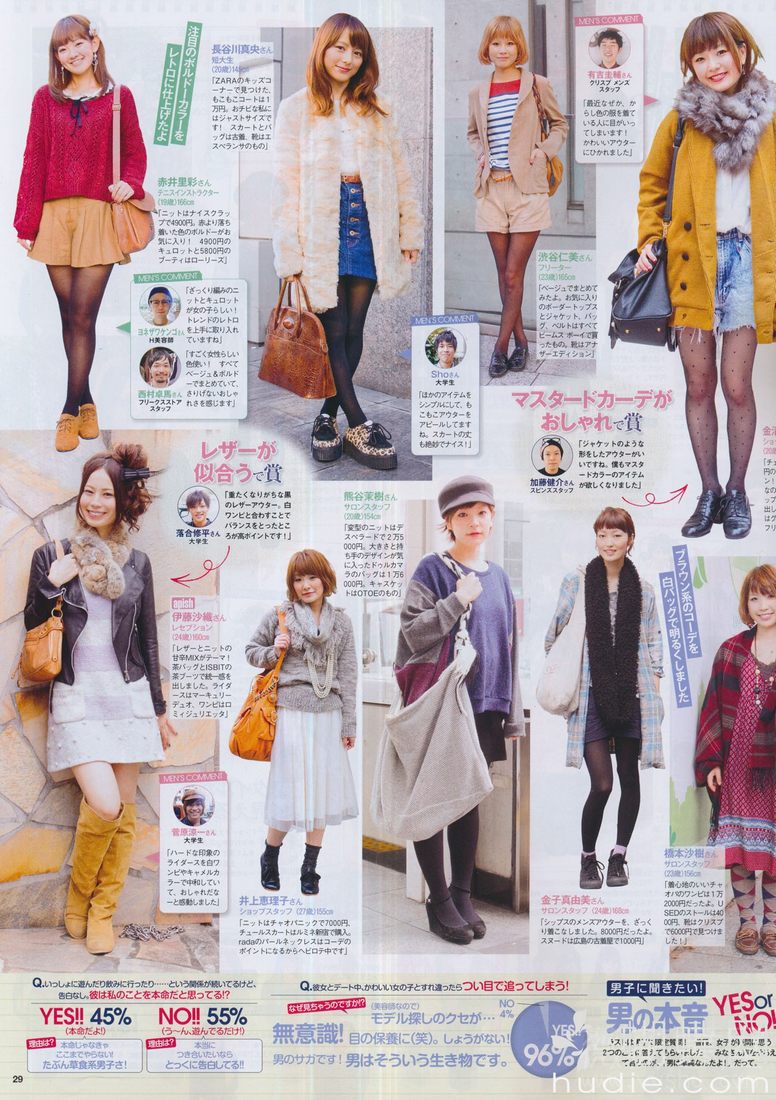 注目のボルドーカラーを
レトロに仕上げたよ
赤井里彩さん
テニスインストラクター
(19歳)166cm
「ニットはナイスクラッ
プで4900円。赤より落ち
着いた色のボルドーがお
気に入り! 4900円の
キュロットと5800円の
ブーティはローリーズ」
MEN'S COMMENT
ヨネザワケンゴさん
H美容師
「ざっくり編みのニ
ットとキュロット
が女の子らしい!
トレンドのレトロ
を上手に取り入れ
ていますね」
西村卓馬さん
フリークスストア
スタッフ
「すごく女性らしい
色使い! すべて
ベージュ&ボルド
ーでまとめていて、
さりげないおしゃ
れさを感じます」
長谷川真央さん
短大生
(20歳)149cm
「ZARAのキッズコ
ーナーで見つけた、
もこもこコートは1
万円。おチビな私に
はジャストサイズで
す! スカートとバ
ッグは古着、靴はエ
スペランサのもの」
MEN'S COMMENT
Shoさん
大学生
「ほかのアイテムを
シンプルにして、も
こもこアウターを
アピールしてます
ね。スカートの丈
も絶妙でナイス!」
MEN'S COMMENT
有吉圭輔さん
クリスプ メンズ
スタッフ
「最近なぜか、か
らし色の服を着て
いる人に目がいっ
てしまいます!
かわいいアウター
にひかれました」
渋谷仁美さん
フリーター
(23歳)165cm
「ベージュでまとめて
みたよ。お気に入り
のボーダートップス
とジャケット、バッ
グ、ベルトはすべて
ビームス ボーイで買
ったもの。靴はアナ
ザーエディション」
マスタードカーデが
おしゃれで賞
加藤健介さん
スピンズスタッフ
「ジャケットのような
形をしたアウターがい
いですね。僕もマス
タードカラーのアイテム
が欲しくなりました」
レザーが
似合うで賞
落合修平さん
大学生
「重たくなりがちな黒
のレザーアウター。白
ワンピと合わすことで
バランスをとったとこ
ろが高ポイントです!」
apish
伊藤沙織さん
レセプション
(24歳)160cm
「レザーとニットの
甘辛MIXがテーマ!
茶バッグとISBITの
茶ブーツで統一感を
出しました。ライダ
ースはマーキュリー
デュオ、ワンピはロ
ミィジュリエッタ」
MEN'S COMMENT
菅原涼一さん
大学生
「ハードな印象の
ライダースを白ワ
ンピやキャメルカ
ラーで中和してい
て、おしゃれだな
ーと感動しました」
井上恵理子さん
ショップスタッフ (27歳)155cm
「ニットはチャオパニックで7000円、
チュールスカートはルミネ新宿で購入。
radaのパールネックレスはコーデの
ポイントになるからヘビロテ中です」
熊谷茉樹さん
サロンスタッフ
(20歳)154cm
「変型のニットはデス
ペラードで2万5
000円。大きさと持
ち手のデザインが気
に入ったドゥルカマ
ラのバッグは1万6
000円。キャスケット
はOTOEのもの」
金子真由美さん
サロンスタッフ (24歳)168cm
「シップスのメンズアウターを、ざっく
り着こなしました。8000円だったよ。
スヌードは広島の古着屋で1000円」
ブラウン系のコーデを
白バッグで明るくしました
橋本沙樹さん
サロンスタッフ
(23歳)156cm
「着心地のいいチャ
オパのワンピは1万
2000円だったよ。U
SEDのストールは40
00円、靴はクリスプ
で6000円で見つけま
した!」
Q.いっしょに遊んだり飲みに行ったり……という関係が続いてるけど、
告白なし。彼は私のことを本命だと思ってる!?
YES!! 45%
(本命だよ!)
NO!! 55%
(う〜ん、遊んでるだけ!)
理由は?
本命じゃなきゃ
ここまでやらない!
たぶん草食系男子さ!
理由は?
本当に
つき合いたいなら
とっくに告白してる!!
Q.彼女とデート中、かわいい女の子とすれ違ったらつい目で追ってしまう!
なぜ見ちゃうのですか!?
(美容師なので)
モデル探しのクセが…
無意識!
目の保養に(笑)。しょうがない!
男のサガです!
男はそういう生き物です。
NO
4%
YES
96%
男子に聞きたい!
男の本音
YES or
NO!
29
hudie.com